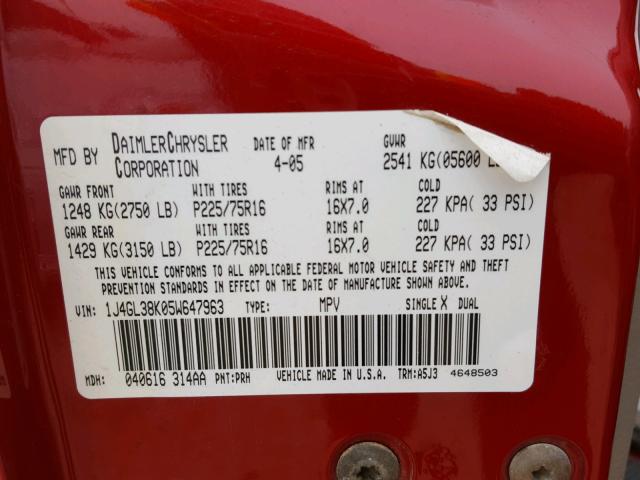 MFD BY DAIMLERCHRYSLER CORPORATION DATE OF MFR 4-05 GVWR 2541 KG(05600
GAWR FRONT WITH TIRES RIMS AT COLD
1248 KG(2750 LB) P225/75R16 16X7.0 227 KPA( 33 PSI)
GAWR REAR WITH TIRES RIMS AT COLD
1429 KG(3150 LB) P225/75R16 16X7.0 227 KPA( 33 PSI)
THIS VEHICLE CONFORMS TO ALL APPLICABLE FEDERAL MOTOR VEHICLE SAFETY AND THEFT
PREVENTION STANDARDS IN EFFECT ON THE DATE OF MANUFACTURE SHOWN ABOVE.
VIN: 1J4GL38K05W647963 TYPE: MPV SINGLE X DUAL
MDH: 040616 314AA PNT:PRH VEHICLE MADE IN U.S.A. TRM:A5J3 4648503